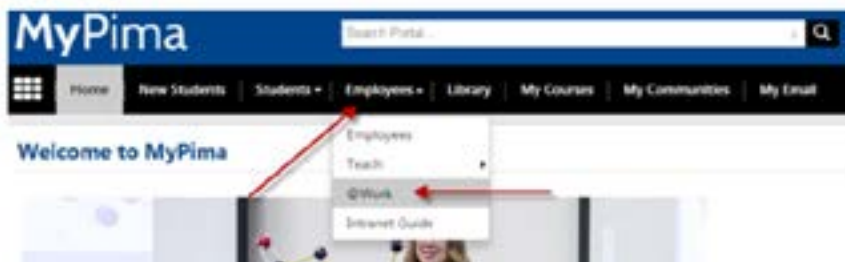 MyPima
Search Portal...
Home New Students Students Employees Library My Courses My Communities My Email
Employees
Welcome to MyPima
Teach
@Work
Intranet Guide